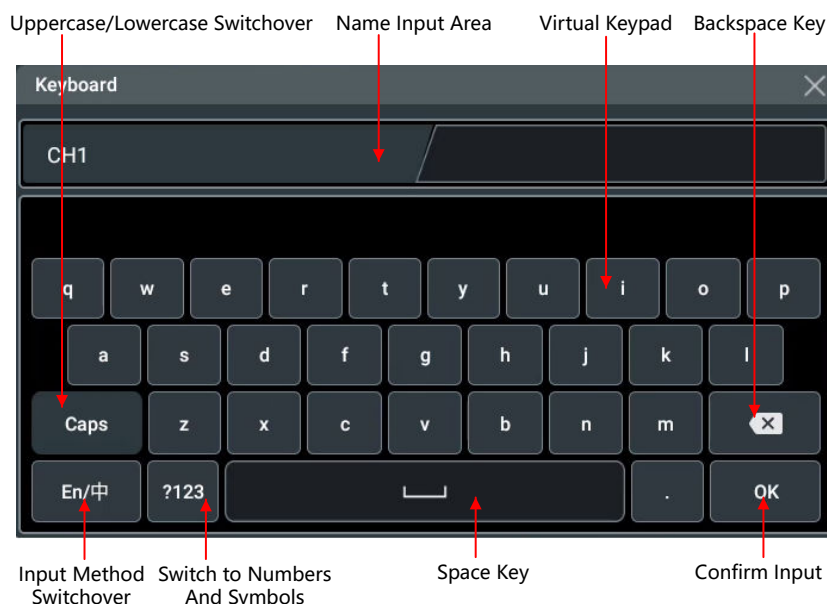 Uppercase/Lowercase Switchover Name Input Area Virtual Keypad Backspace Key
Keyboard
CH1
q w e r t y u i o p
a s d f g h j k l
Caps z x c v b n m
En/中 ?123 . OK
Input Method Switchover
Switch to Numbers And Symbols
Space Key
Confirm Input